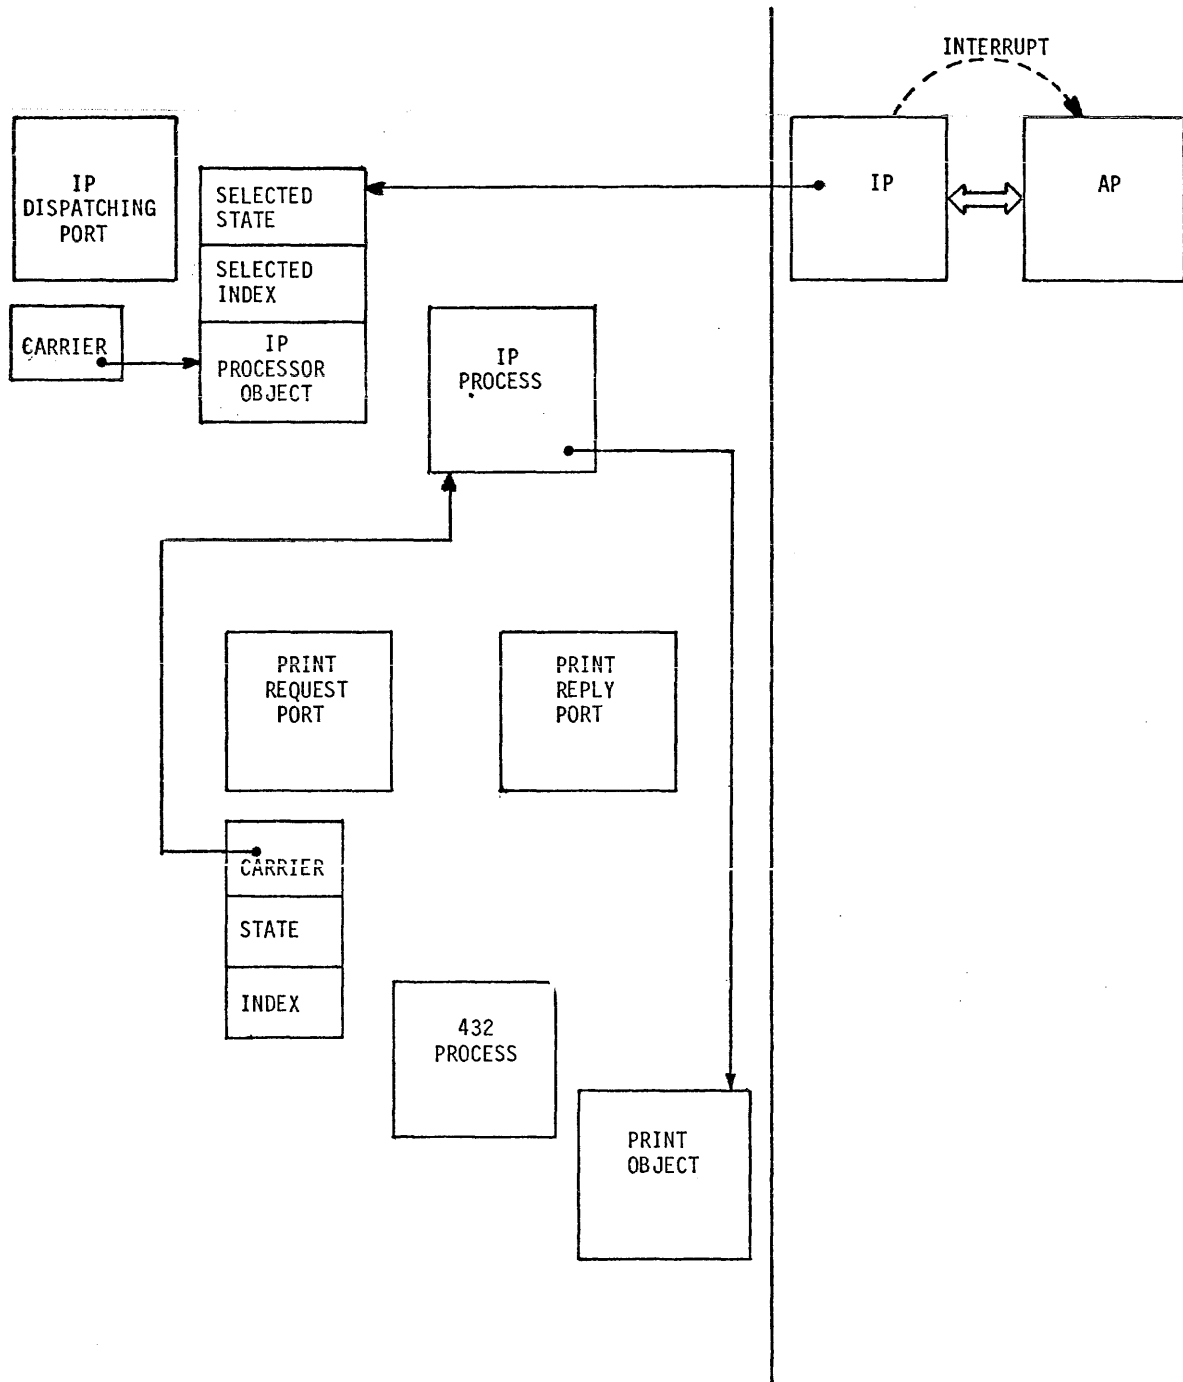 INTERRUPT
IP
DISPATCHING
PORT
SELECTED
STATE
SELECTED
INDEX
IP
PROCESSOR
OBJECT
CARRIER
IP
PROCESS
IP
AP
PRINT
REQUEST
PORT
PRINT
REPLY
PORT
CARRIER
STATE
INDEX
432
PROCESS
PRINT
OBJECT